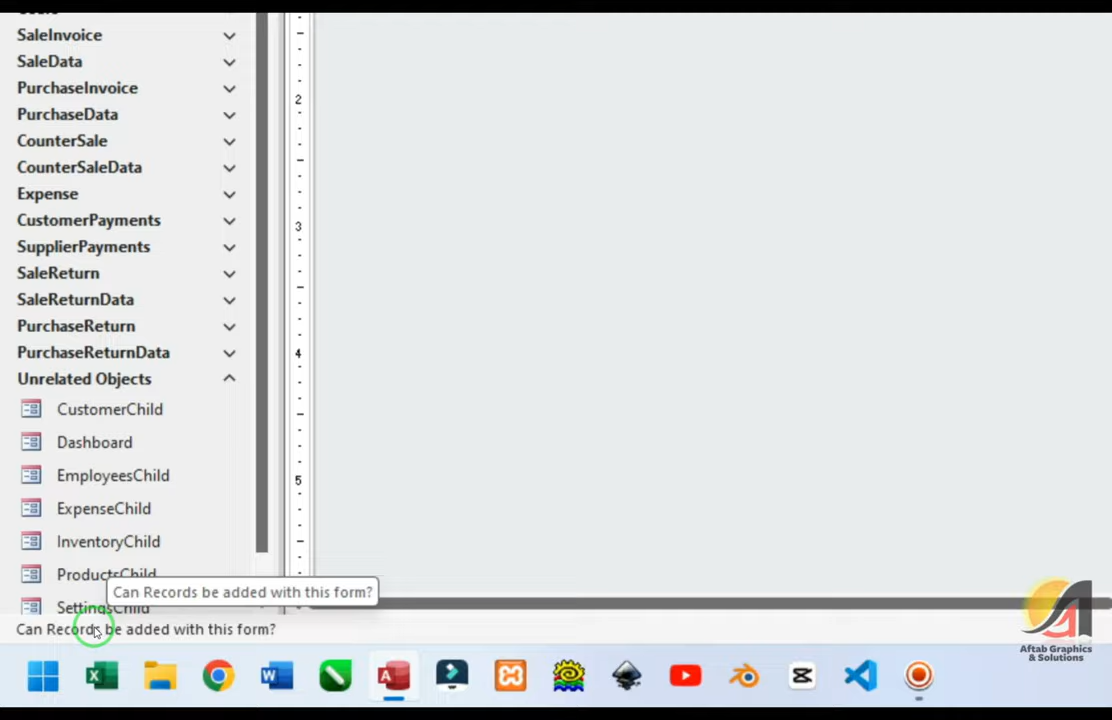 SaleInvoice
SaleData
PurchaseInvoice
PurchaseData
CounterSale
CounterSaleData
Expense
CustomerPayments
SupplierPayments
SaleReturn
SaleReturnData
PurchaseReturn
PurchaseReturnData
Unrelated Objects
CustomerChild
Dashboard
EmployeesChild
ExpenseChild
InventoryChild
ProductsChild
SettingsChild
Can Records be added with this form?
Can Records be added with this form?
2
3
4
5
Aftab Graphics
& Solutions